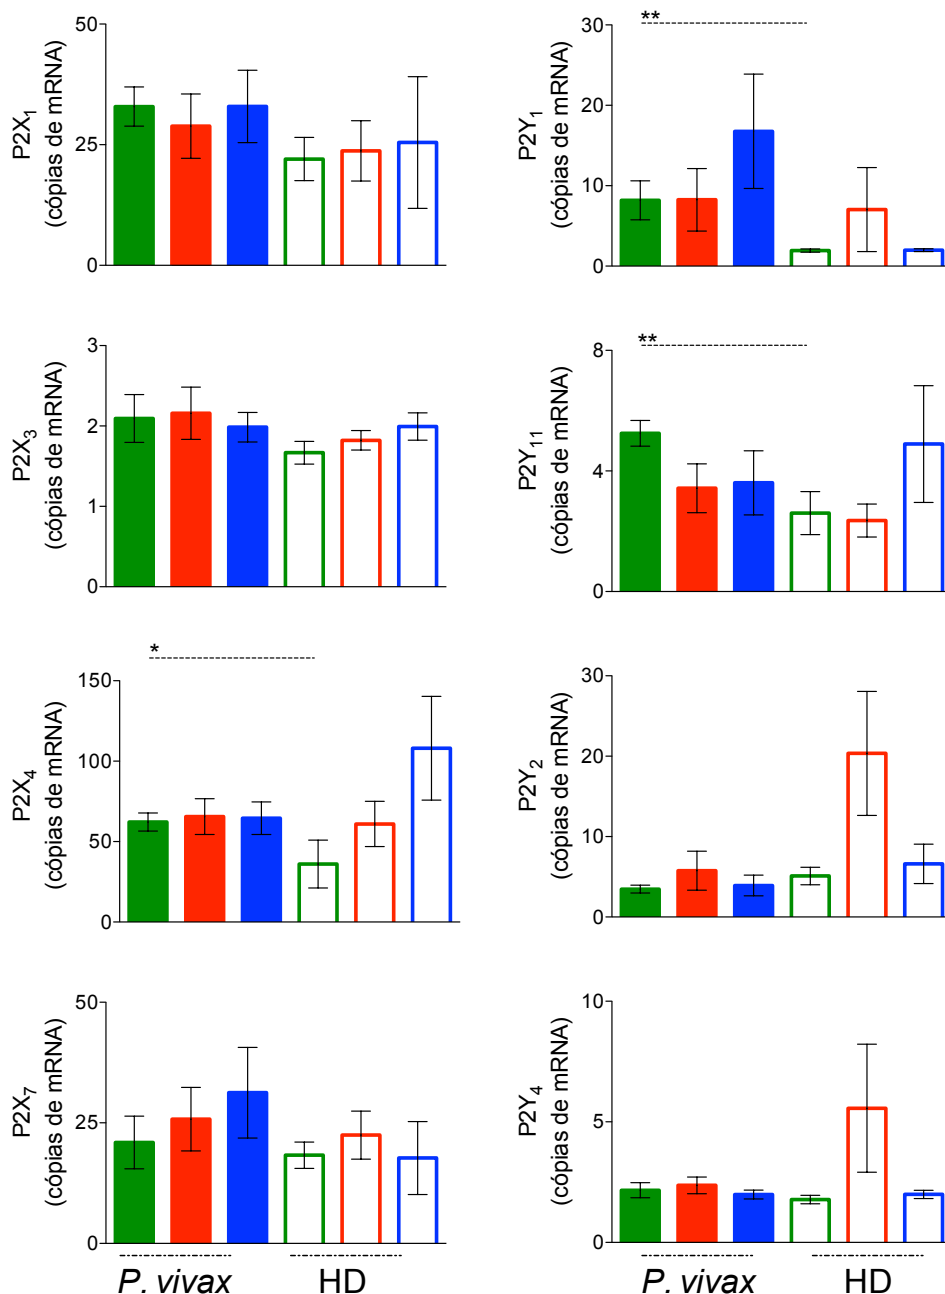 P2X1
(cópias de mRNA)
50
25
0
P2Y1
(cópias de mRNA)
30
20
10
0
**
P2X3
(cópias de mRNA)
3
2
1
0
P2Y11
(cópias de mRNA)
8
4
0
**
P2X4
(cópias de mRNA)
150
100
50
0
*
P2Y2
(cópias de mRNA)
30
20
10
0
P2X7
(cópias de mRNA)
50
25
0
P. vivax
HD
P2Y4
(cópias de mRNA)
10
5
0
P. vivax
HD